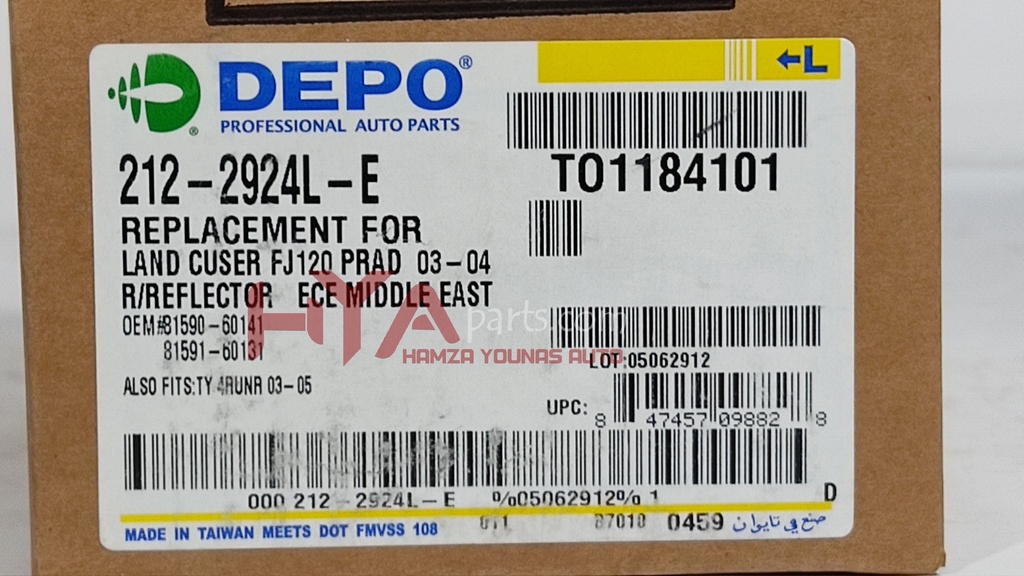 DEPO®
PROFESSIONAL AUTO PARTS
®
←L
212-2924L-E
TO1184101
REPLACEMENT FOR
LAND CUSER FJ120 PRAD 03-04
R/REFLECTOR ECE MIDDLE EAST
OEM#81590-60141
81591-60131
HYA parts.com
HAMZA YOUNAS AUTO
LOT:05062912
ALSO FITS:TY 4RUNR 03-05
UPC: 8 47457 09882 8
000 212-2924L-E %05062912% 1
D
MADE IN TAIWAN MEETS DOT FMVSS 108
011 87010 0459 صنع في تايوان